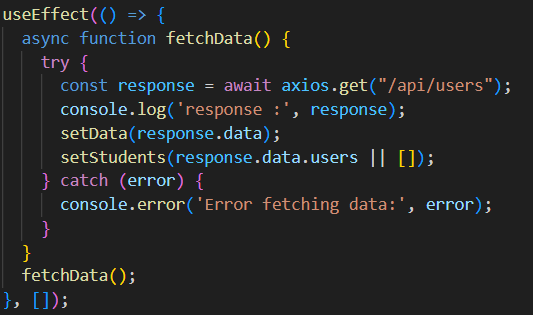 useEffect(() => {
  async function fetchData() {
    try {
      const response = await axios.get("/api/users");
      console.log('response :', response);
      setData(response.data);
      setStudents(response.data.users || []);
    } catch (error) {
      console.error('Error fetching data:', error);
    }
  }
  fetchData();
}, []);